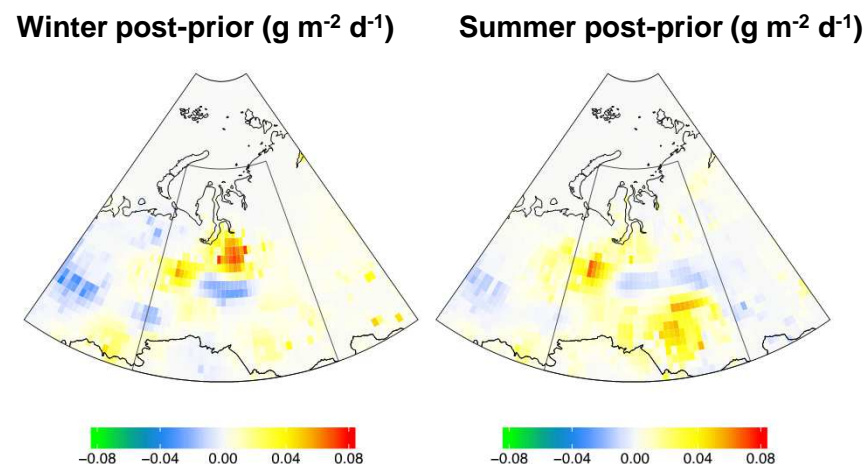 Winter post-prior (g m⁻² d⁻¹) Summer post-prior (g m⁻² d⁻¹)
−0.08 −0.04 0.00 0.04 0.08 −0.08 −0.04 0.00 0.04 0.08